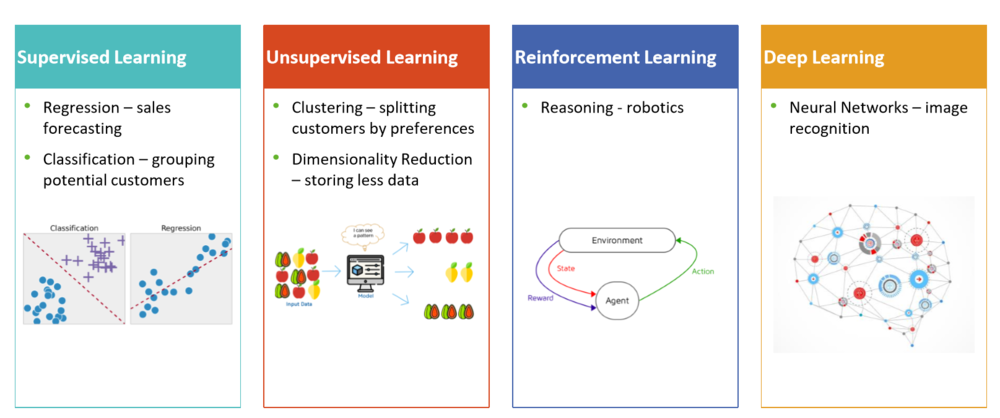 Supervised Learning
• Regression – sales
forecasting
• Classification – grouping
potential customers
Classification
Regression
Unsupervised Learning
• Clustering – splitting
customers by preferences
• Dimensionality Reduction
– storing less data
I can see
a pattern
Input Data
Model
Reinforcement Learning
• Reasoning - robotics
Environment
State
Action
Reward
Agent
Deep Learning
• Neural Networks – image
recognition